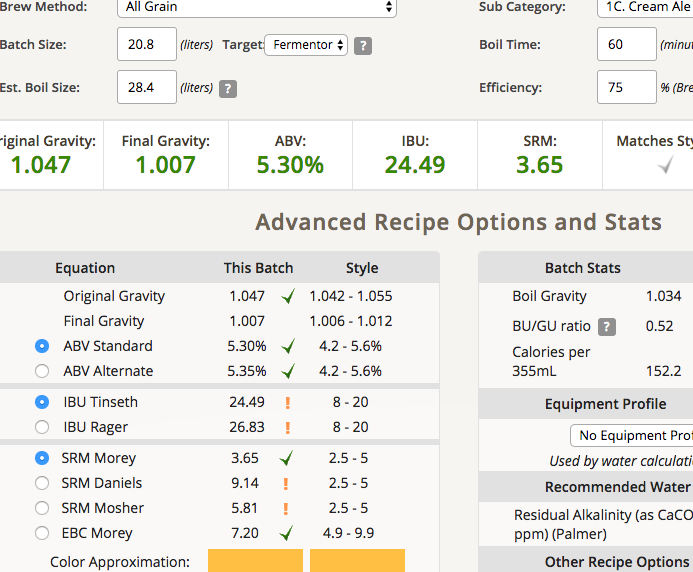 Brew Method: All Grain Sub Category: 1C. Cream Ale
Batch Size: 20.8 (liters) Target: Fermentor ? Boil Time: 60
Est. Boil Size: 28.4 (liters) ? Efficiency: 75 %
Gravity: Final Gravity: ABV: IBU: SRM: Matches
1.047 1.007 5.30% 24.49 3.65
Advanced Recipe Options and Stats
Equation This Batch Style
Original Gravity 1.047 1.042 - 1.055
Final Gravity 1.007 1.006 - 1.012
ABV Standard 5.30% 4.2 - 5.6%
ABV Alternate 5.35% 4.2 - 5.6%
IBU Tinseth 24.49 ! 8 - 20
IBU Rager 26.83 ! 8 - 20
SRM Morey 3.65 2.5 - 5
SRM Daniels 9.14 ! 2.5 - 5
SRM Mosher 5.81 ! 2.5 - 5
EBC Morey 7.20 4.9 - 9.9
Color Approximation:
Batch Stats
Boil Gravity 1.034
BU/GU ratio ? 0.52
Calories per
355mL 152.2
Equipment Profile
No Equipment
Used by water
Recommended Water
Residual Alkalinity (as
ppm) (Palmer)
Other Recipe Options